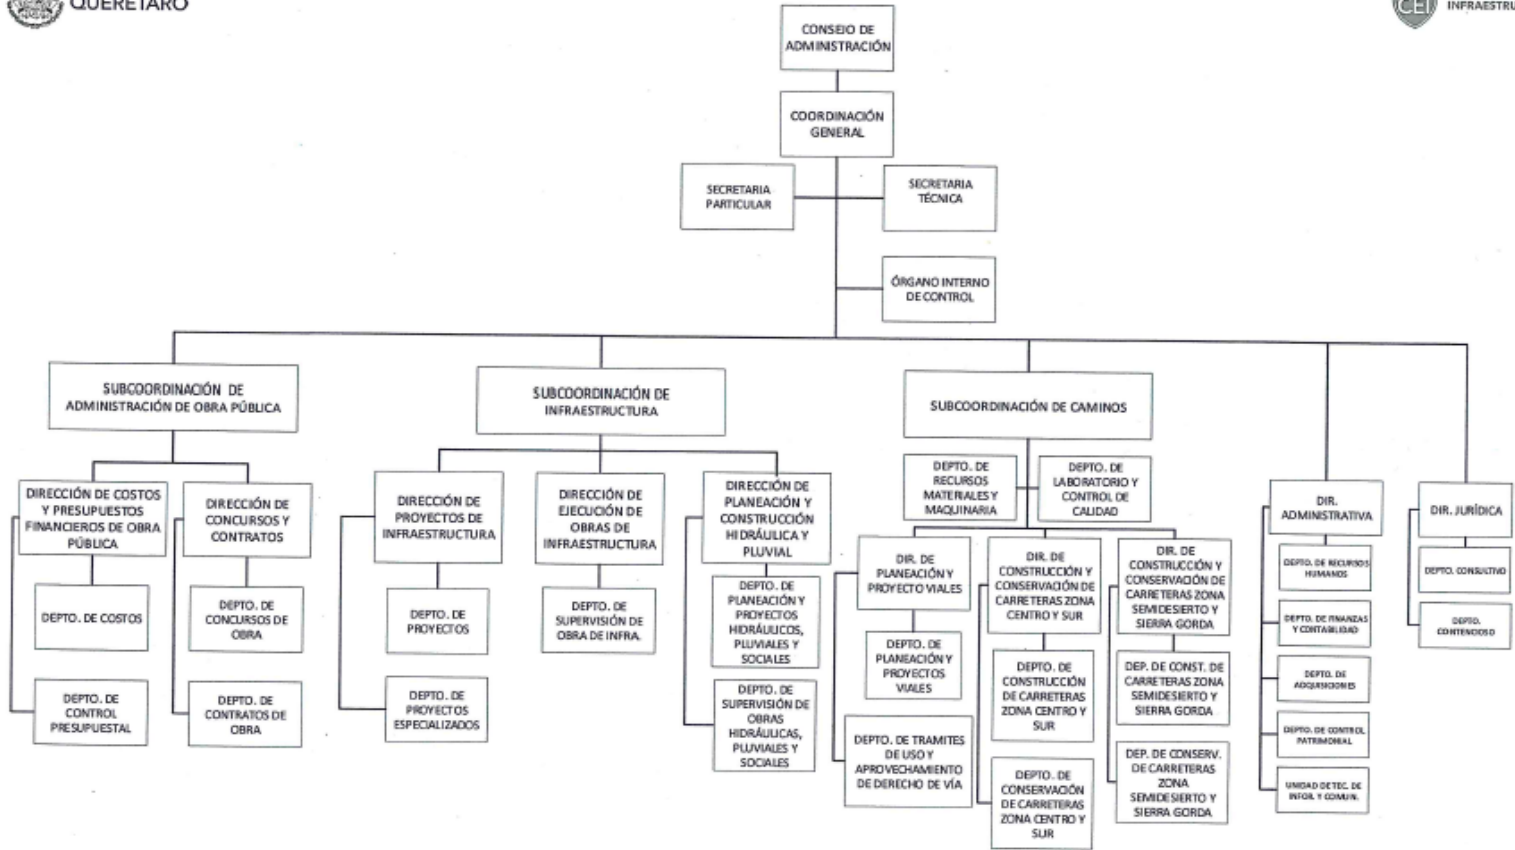 QUERÉTARO
CEI
CONSEJO DE
ADMINISTRACIÓN
COORDINACIÓN
GENERAL
SECRETARIA
PARTICULAR
SECRETARIA
TÉCNICA
ÓRGANO INTERNO
DE CONTROL
SUBCOORDINACIÓN DE
ADMINISTRACIÓN DE OBRA PÚBLICA
SUBCOORDINACIÓN DE
INFRAESTRUCTURA
SUBCOORDINACIÓN DE CAMINOS
DIRECCIÓN DE COSTOS
Y PRESUPUESTOS
FINANCIEROS DE OBRA
PÚBLICA
DEPTO. DE COSTOS
DEPTO. DE
CONTROL
PRESUPUESTAL
DIRECCIÓN DE
CONCURSOS Y
CONTRATOS
DEPTO. DE
CONCURSOS DE
OBRA
DEPTO. DE
CONTRATOS DE
OBRA
DIRECCIÓN DE
PROYECTOS DE
INFRAESTRUCTURA
DEPTO. DE
PROYECTOS
DEPTO. DE
PROYECTOS
ESPECIALIZADOS
DIRECCIÓN DE
EJECUCIÓN DE
OBRAS DE
INFRAESTRUCTURA
DEPTO. DE
SUPERVISIÓN DE
OBRA DE INFRA.
DIRECCIÓN DE
PLANEACIÓN Y
CONSTRUCCIÓN
HIDRÁULICA Y
PLUVIAL
DEPTO. DE
PLANEACIÓN Y
PROYECTOS
HIDRÁULICOS,
PLUVIALES Y
SOCIALES
DEPTO. DE
SUPERVISIÓN DE
OBRAS
HIDRÁULICAS,
PLUVIALES Y
SOCIALES
DEPTO. DE
RECURSOS
MATERIALES Y
MAQUINARIA
DEPTO. DE
LABORATORIO Y
CONTROL DE
CALIDAD
DIR. DE
PLANEACIÓN Y
PROYECTO VIALES
DEPTO. DE
PLANEACIÓN Y
PROYECTOS
VIALES
DEPTO. DE TRAMITES
DE USO Y
APROVECHAMIENTO
DE DERECHO DE VÍA
DIR. DE
CONSTRUCCIÓN Y
CONSERVACIÓN DE
CARRETERAS ZONA
CENTRO Y SUR
DEPTO. DE
CONSTRUCCIÓN
DE CARRETERAS
ZONA CENTRO Y
SUR
DEPTO. DE
CONSERVACIÓN
DE CARRETERAS
ZONA CENTRO Y
SUR
DIR. DE
CONSTRUCCIÓN Y
CONSERVACIÓN DE
CARRETERAS ZONA
SEMIDESIERTO Y
SIERRA GORDA
DEP. DE CONST. DE
CARRETERAS ZONA
SEMIDESIERTO Y
SIERRA GORDA
DEP. DE CONSERV.
DE CARRETERAS
ZONA
SEMIDESIERTO Y
SIERRA GORDA
DIR.
ADMINISTRATIVA
DEPTO. DE RECURSOS
HUMANOS
DEPTO. DE FINANZAS
Y CONTABILIDAD
DEPTO. DE
ADQUISICIONES
DEPTO. DE CONTROL
PATRIMONIAL
UNIDAD DE TEC. DE
INFOR. Y COMUN.
DIR. JURÍDICA
DEPTO. CONSULTIVO
DEPTO.
CONTENCIOSO